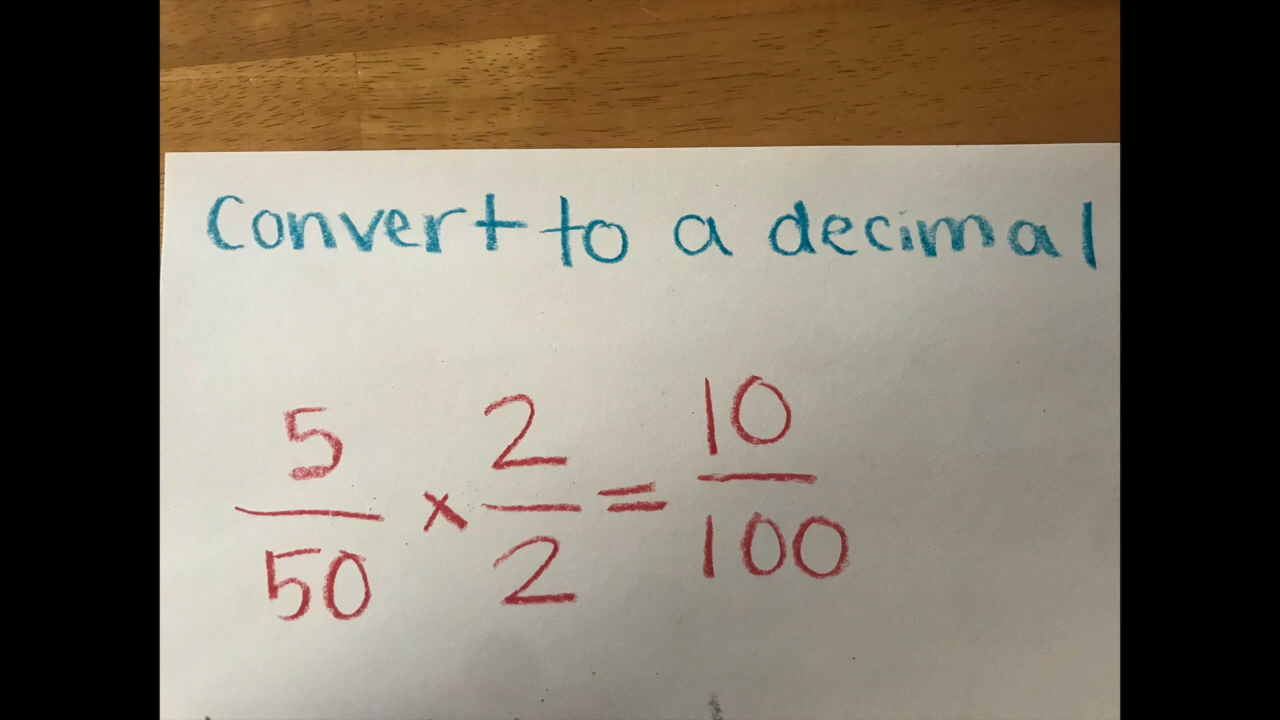 Convert to a decimal
5/50 × 2/2 = 10/100